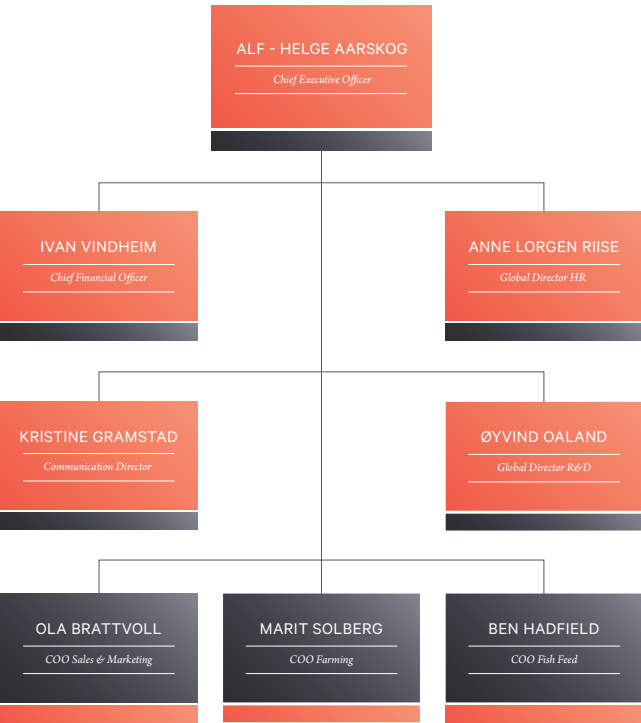 ALF - HELGE AARSKOG
Chief Executive Officer
IVAN VINDHEIM
Chief Financial Officer
ANNE LORGEN RIISE
Global Director HR
KRISTINE GRAMSTAD
Communication Director
ØYVIND OALAND
Global Director R&D
OLA BRATTVOLL
COO Sales & Marketing
MARIT SOLBERG
COO Farming
BEN HADFIELD
COO Fish Feed